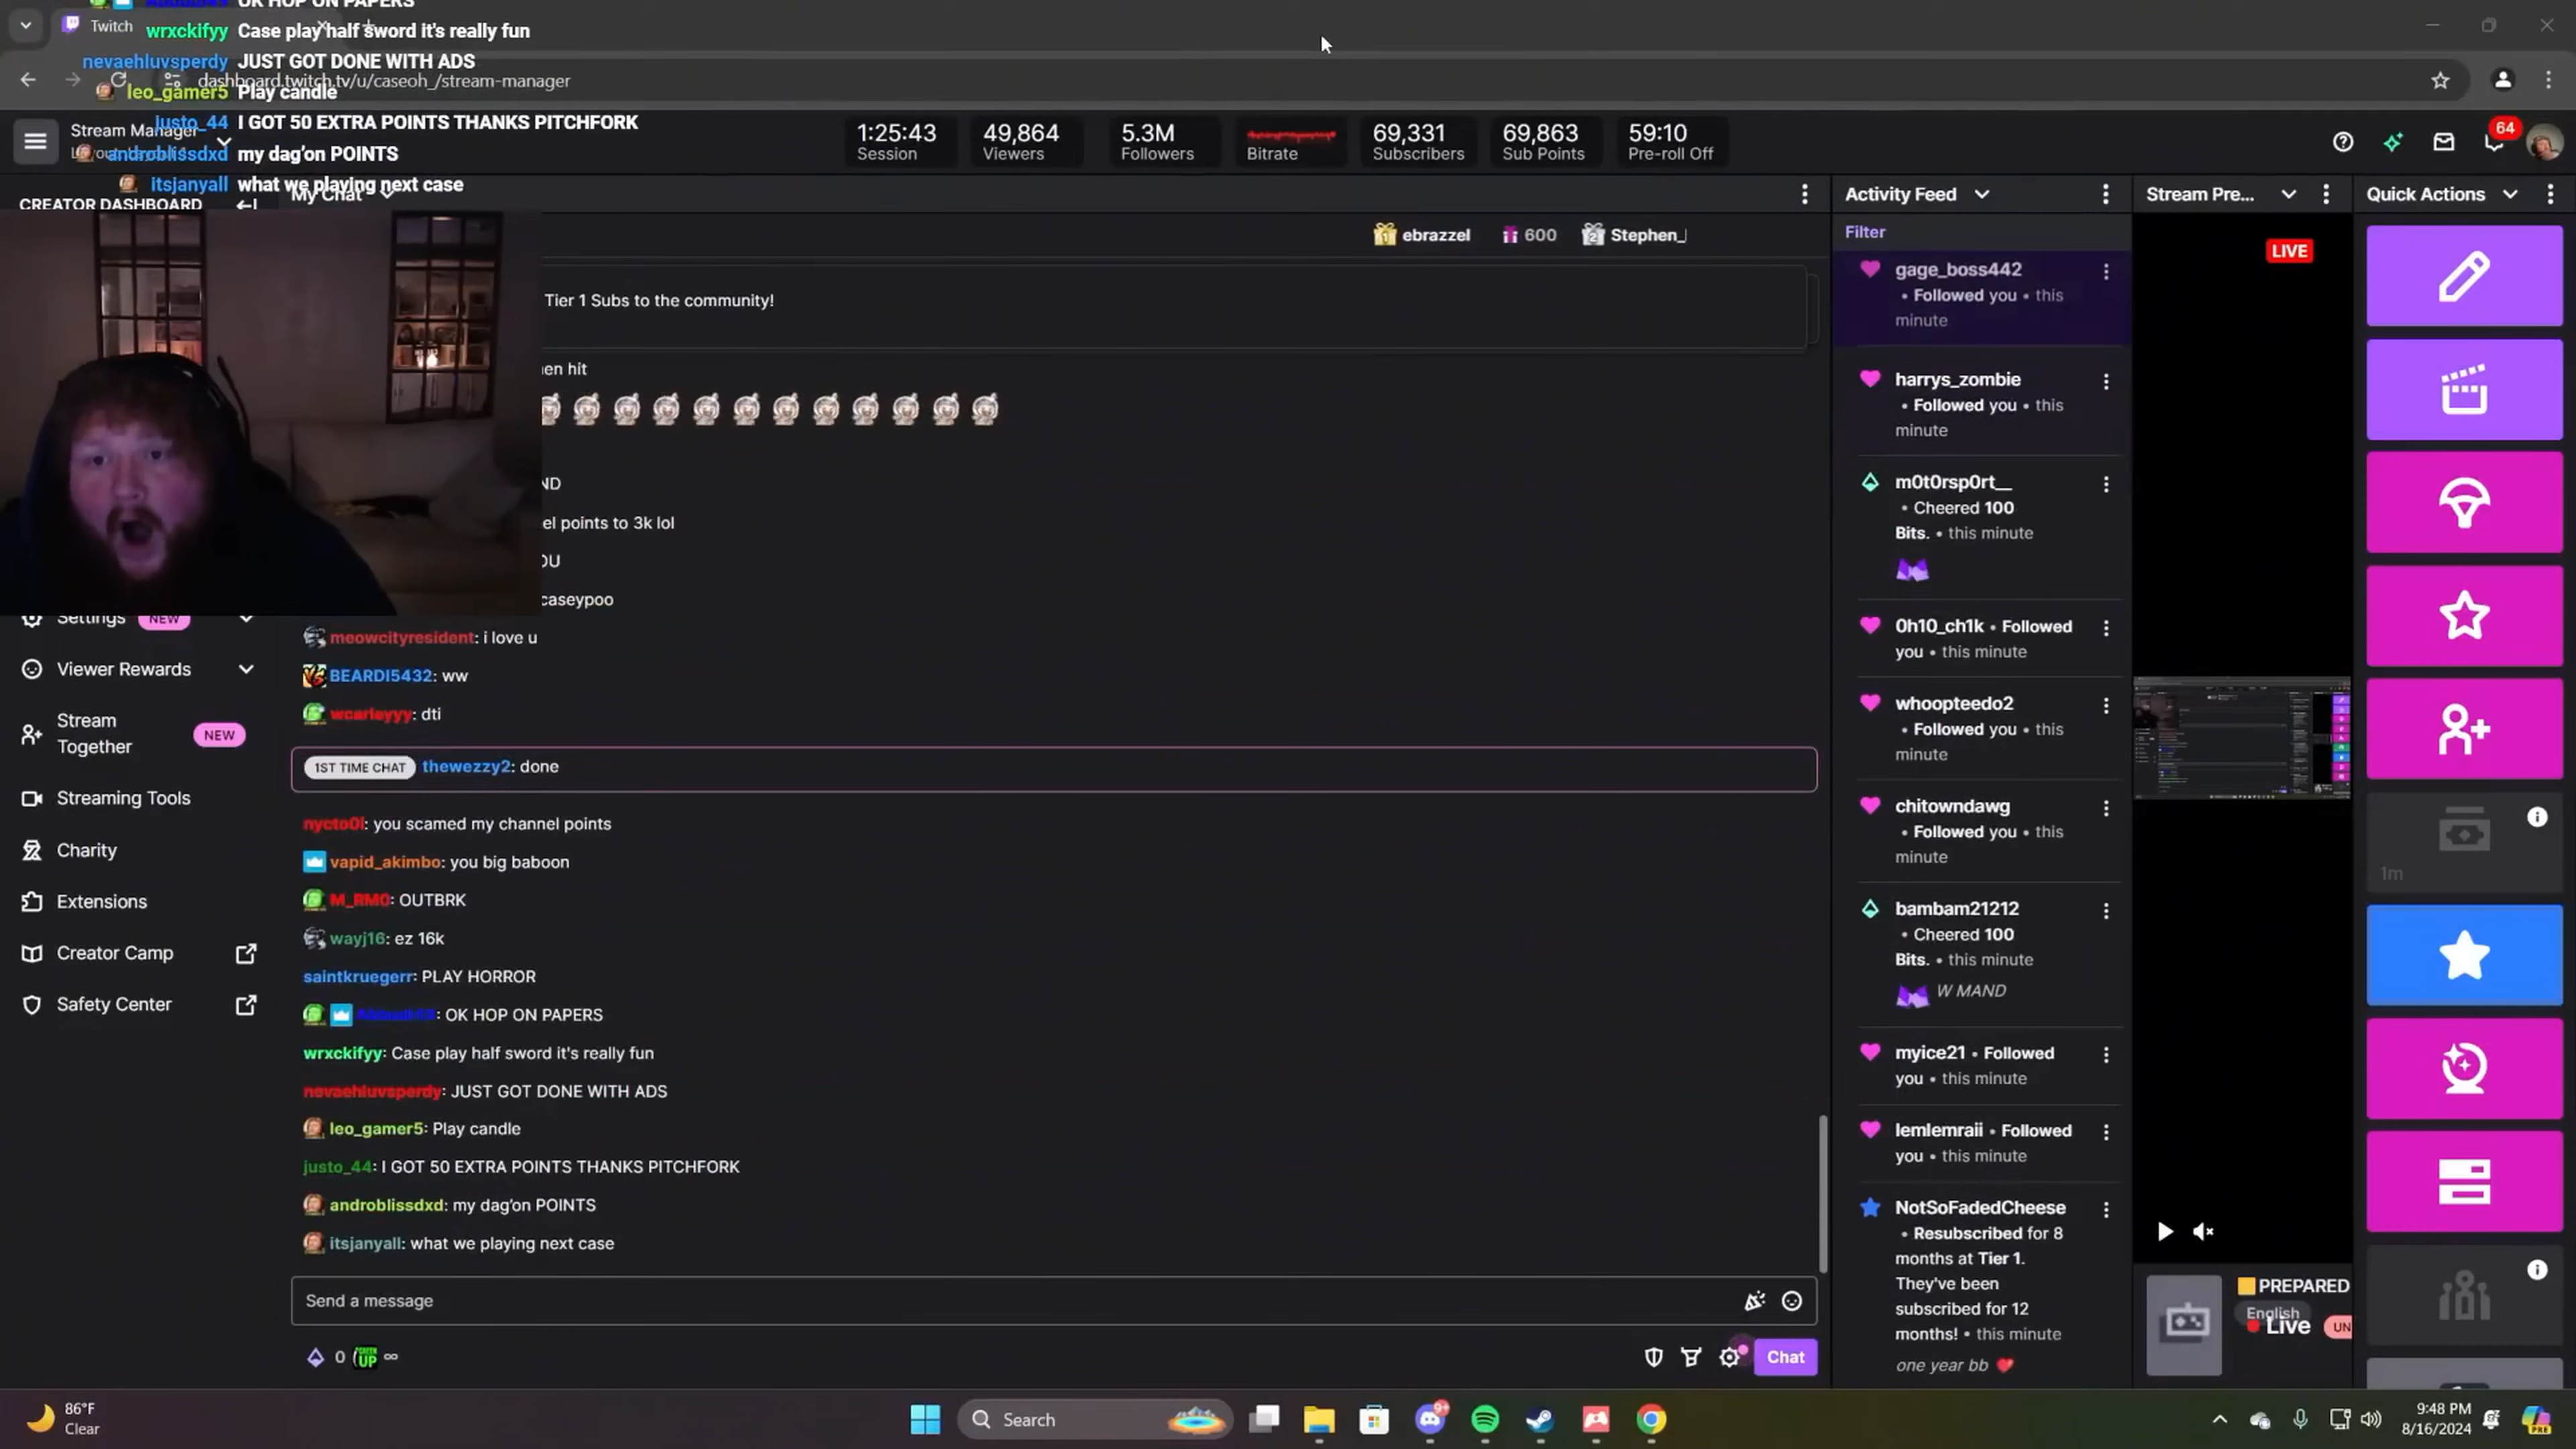 OK HOP ON PAPERS
Twitch
wrxckifyy Case play half sword it's really fun
nevaehluvsperdy JUST GOT DONE WITH ADS
dashboard.twitch.tv/u/caseoh_/stream-manager
leo_gamer5 Play candle
justo_44 I GOT 50 EXTRA POINTS THANKS PITCHFORK
Stream Manager
androblissdxd my dag'on POINTS
itsjanyall what we playing next case
1:25:43
Session
49,864
Viewers
5.3M
Followers
Bitrate
69,331
Subscribers
69,863
Sub Points
59:10
Pre-roll Off
64
CREATOR DASHBOARD
My Chat
ebrazzel
600
Stephen_
Tier 1 Subs to the community!
en hit
ND
el points to 3k lol
OU
caseypoo
meowcityresident: i love u
BEARDI5432: ww
wcarlayyy: dti
1ST TIME CHAT thewezzy2: done
nycto0l: you scamed my channel points
vapid_akimbo: you big baboon
M_RM0: OUTBRK
wayj16: ez 16k
saintkruegerr: PLAY HORROR
: OK HOP ON PAPERS
wrxckifyy: Case play half sword it's really fun
nevaehluvsperdy: JUST GOT DONE WITH ADS
leo_gamer5: Play candle
justo_44: I GOT 50 EXTRA POINTS THANKS PITCHFORK
androblissdxd: my dag'on POINTS
itsjanyall: what we playing next case
Send a message
0
GREEN UP
∞
Chat
Settings NEW
Viewer Rewards
Stream
Together
NEW
Streaming Tools
Charity
Extensions
Creator Camp
Safety Center
Activity Feed
Filter
gage_boss442
• Followed you • this
minute
harrys_zombie
• Followed you • this
minute
m0t0rsp0rt__
• Cheered 100
Bits. • this minute
0h10_ch1k • Followed
you • this minute
whoopteedo2
• Followed you • this
minute
chitowndawg
• Followed you • this
minute
bambam21212
• Cheered 100
Bits. • this minute
W MAND
myice21 • Followed
you • this minute
lemlemraii • Followed
you • this minute
NotSoFadedCheese
• Resubscribed for 8
months at Tier 1.
They've been
subscribed for 12
months! • this minute
one year bb
Stream Pre...
LIVE
PREPARED
English
Live
UN
Quick Actions
1m
86°F
Clear
Search
9+
9:48 PM
8/16/2024
PRE